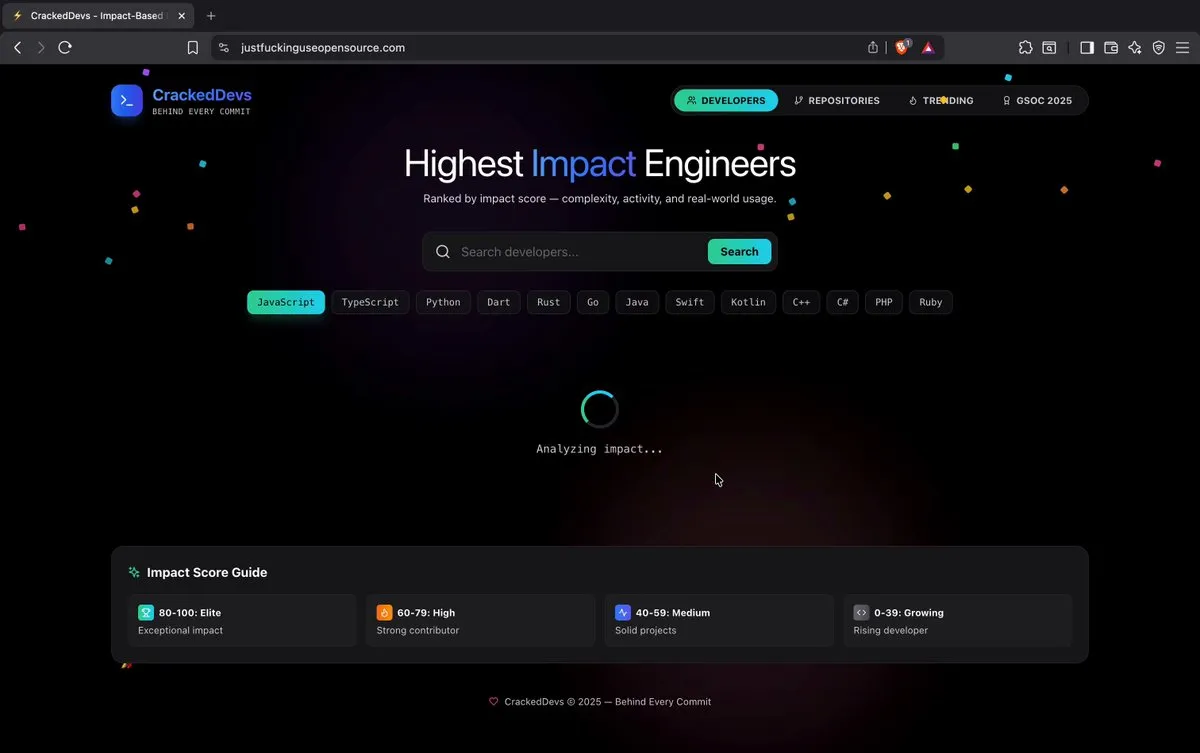 CrackedDevs - Impact-Based
justfuckinguseopensource.com
1
CrackedDevs
BEHIND EVERY COMMIT
DEVELOPERS
REPOSITORIES
TRENDING
GSOC 2025
Highest Impact Engineers
Ranked by impact score — complexity, activity, and real-world usage.
Search developers...
Search
JavaScript
TypeScript
Python
Dart
Rust
Go
Java
Swift
Kotlin
C++
C#
PHP
Ruby
Analyzing impact...
Impact Score Guide
80-100: Elite
Exceptional impact
60-79: High
Strong contributor
40-59: Medium
Solid projects
0-39: Growing
Rising developer
CrackedDevs © 2025 — Behind Every Commit